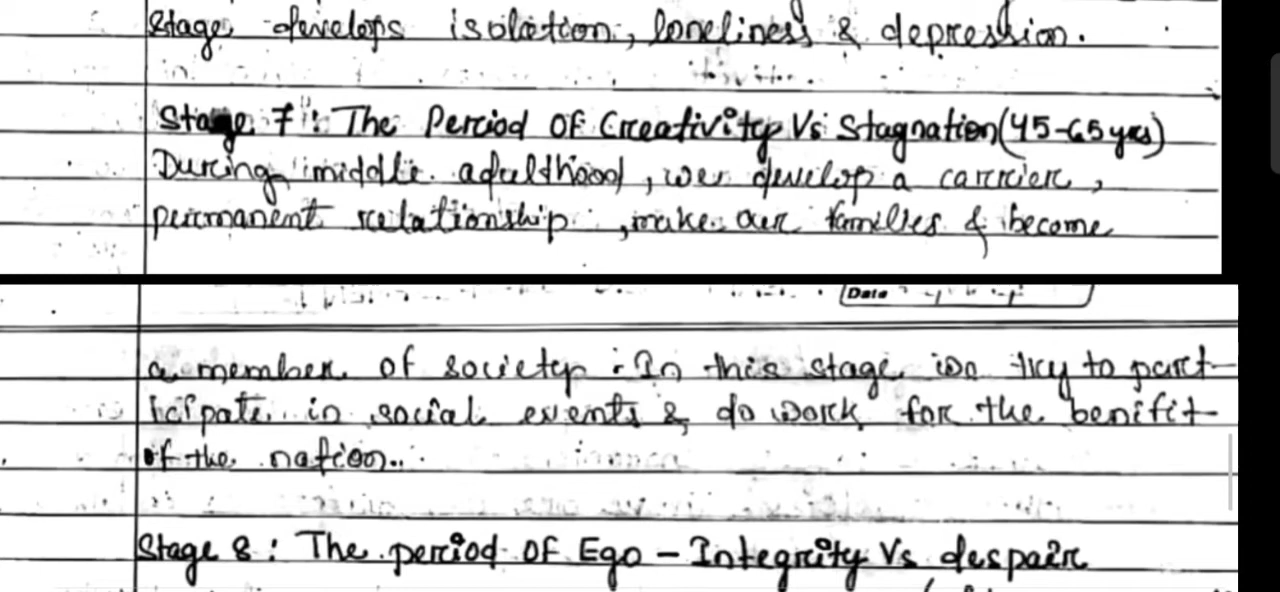 Stage develops isolation, loneliness & depression.
Stage 7: The Period Of Creativity Vs Stagnation (45-65 yrs)
During middle adulthood, we develop a carrier,
permanent relationship, make our families & become
Date
a member of society. In this stage we try to part-
icipate in social events & do work for the benifit
of the nation.
Stage 8: The period Of Ego - Integrity Vs despair